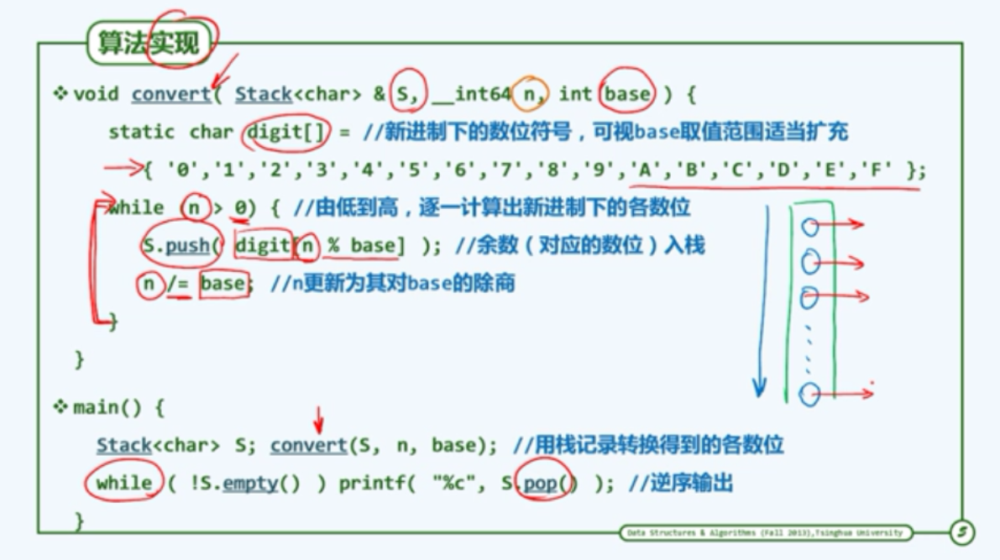 算法实现
❖ void convert( Stack<char> & S, __int64 n, int base ) {
static char digit[] = //新进制下的数位符号，可视base取值范围适当扩充
{ '0','1','2','3','4','5','6','7','8','9','A','B','C','D','E','F' };
while (n > 0) { //由低到高，逐一计算出新进制下的各数位
S.push( digit[n % base] ); //余数（对应的数位）入栈
n /= base; //n更新为其对base的除商
}
}
❖ main() {
Stack<char> S; convert(S, n, base); //用栈记录转换得到的各数位
while ( !S.empty() ) printf( "%c", S.pop() ); //逆序输出
}
Data Structures & Algorithms (Fall 2013),Tsinghua University